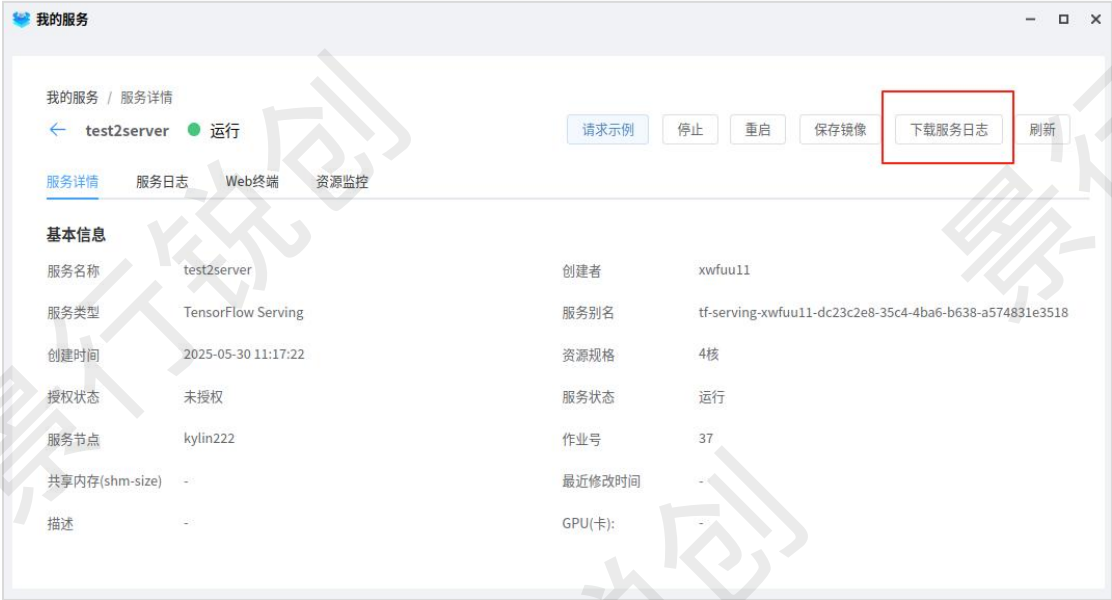 我的服务
我的服务 / 服务详情
← test2server 运行 请求示例 停止 重启 保存镜像 下载服务日志 刷新
服务详情 服务日志 Web终端 资源监控
基本信息
服务名称 test2server 创建者 xwfuu11
服务类型 TensorFlow Serving 服务别名 tf-serving-xwfuu11-dc23c2e8-35c4-4ba6-b638-a574831e3518
创建时间 2025-05-30 11:17:22 资源规格 4核
授权状态 未授权 服务状态 运行
服务节点 kylin222 作业号 37
共享内存(shm-size) - 最近修改时间 -
描述 - GPU(卡): -
景行锐创